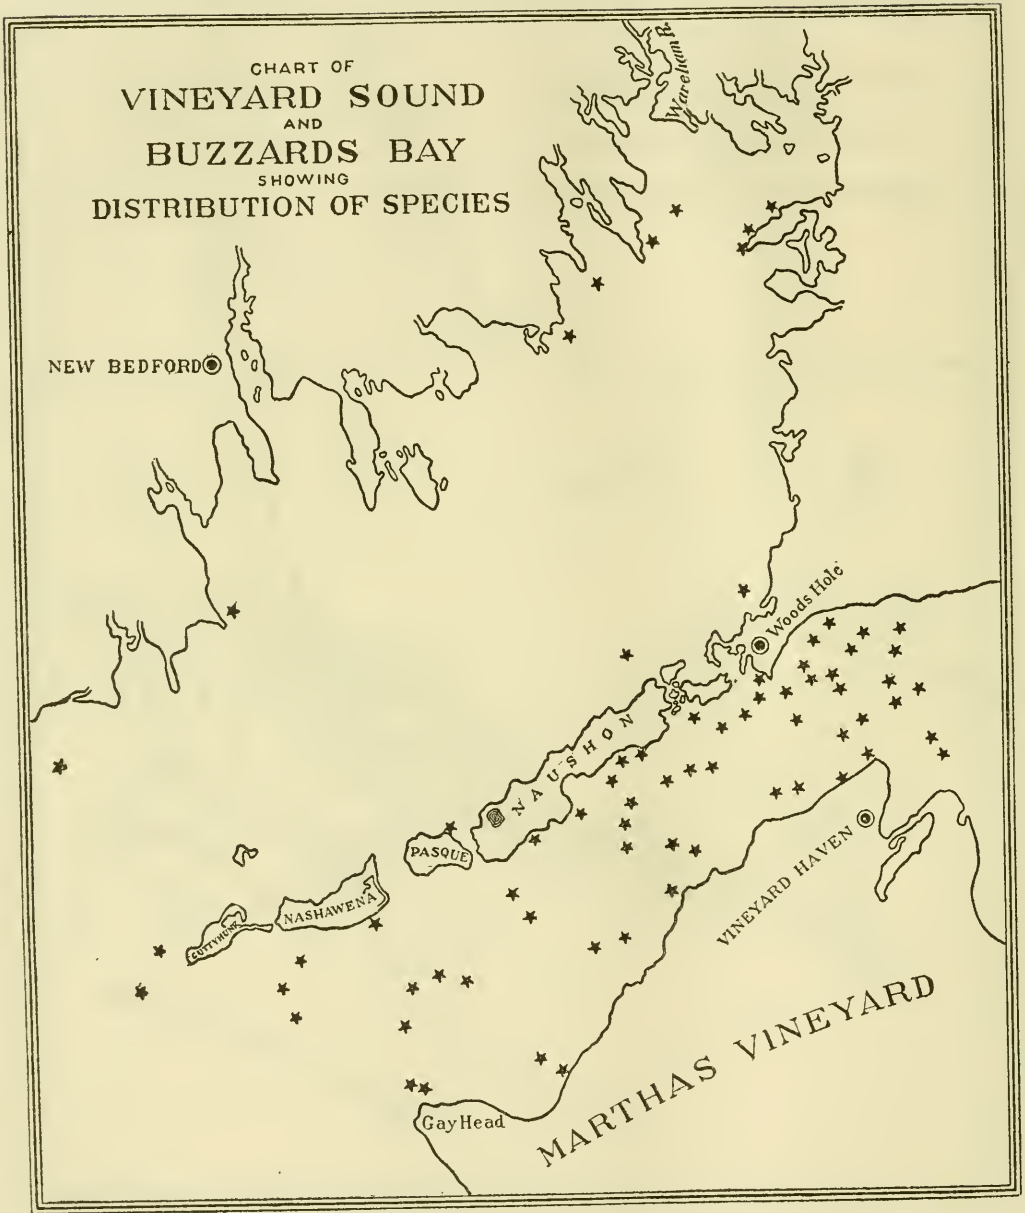 CHART OF
VINEYARD SOUND
AND
BUZZARDS BAY
SHOWING
DISTRIBUTION OF SPECIES
Wareham R.
NEW BEDFORD
Woods Hole
NAUSHON
PASQUE
NASHAWENA
CUTTYHUNK
VINEYARD HAVEN
MARTHAS VINEYARD
Gay Head